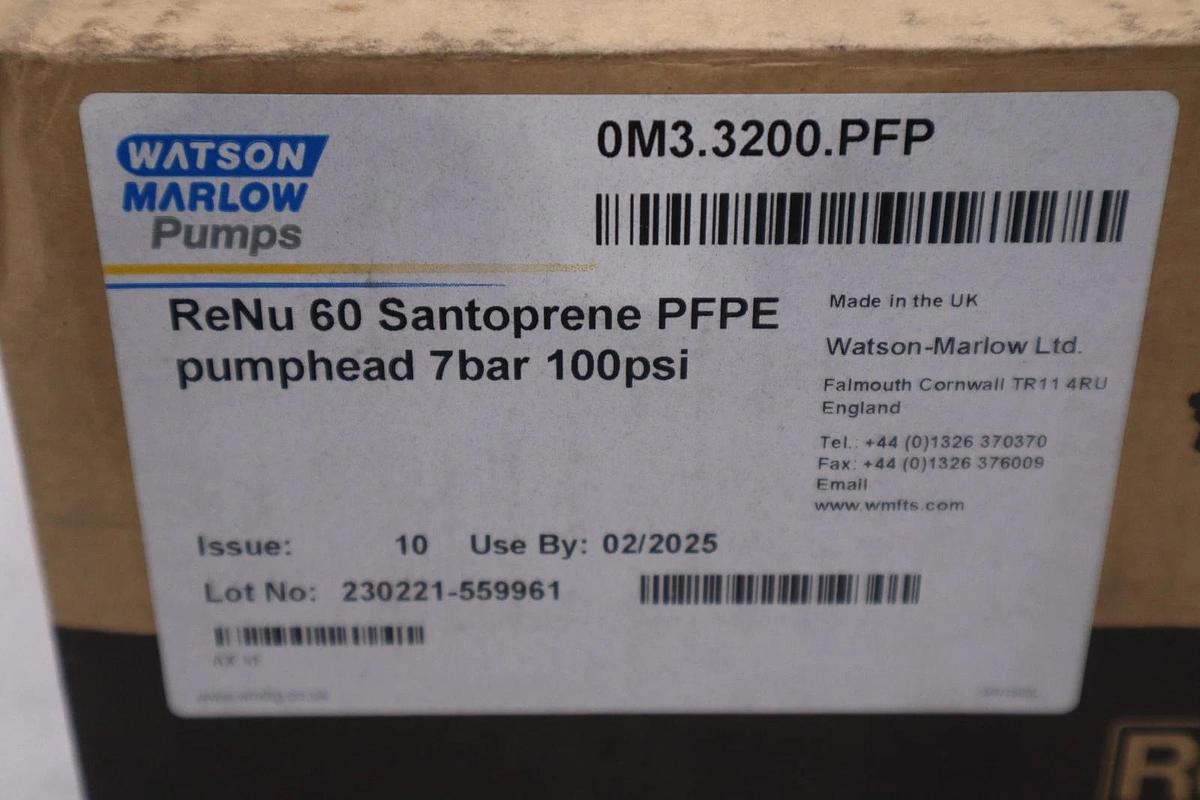 WATSON
MARLOW
Pumps
0M3.3200.PFP
ReNu 60 Santoprene PFPE
pumphead 7bar 100psi
Made in the UK
Watson-Marlow Ltd.
Falmouth Cornwall TR11 4RU
England
Tel.: +44 (0)1326 370370
Fax: +44 (0)1326 376009
Email
www.wmfts.com
Issue: 10 Use By: 02/2025
Lot No: 230221-559961